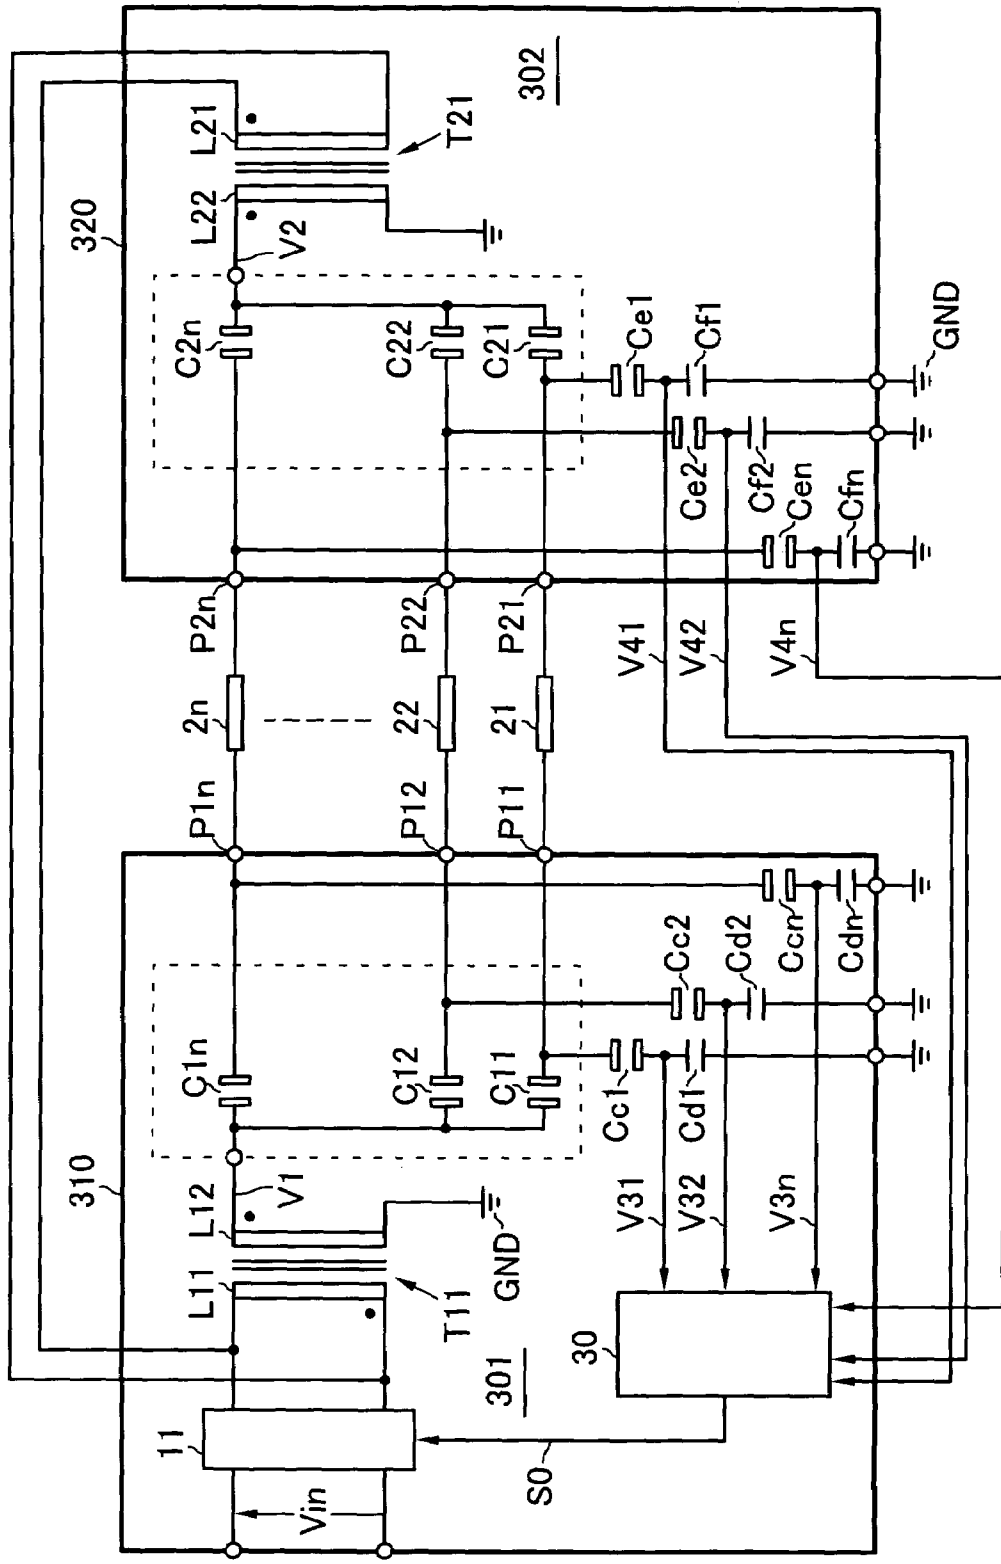 320
302
L21
T21
L22
V2
C2n
C22
C21
Ce1
Cf1
GND
Ce2
Cf2
Cen
Cfn
P2n
P22
P21
V41
V42
V4n
2n
22
21
P1n
P12
P11
310
C1n
C12
C11
Cc2
Cd2
Ccn
Cdn
Cc1
Cd1
V1
L12
GND
L11
T11
V31
V32
V3n
30
301
11
S0
Vin